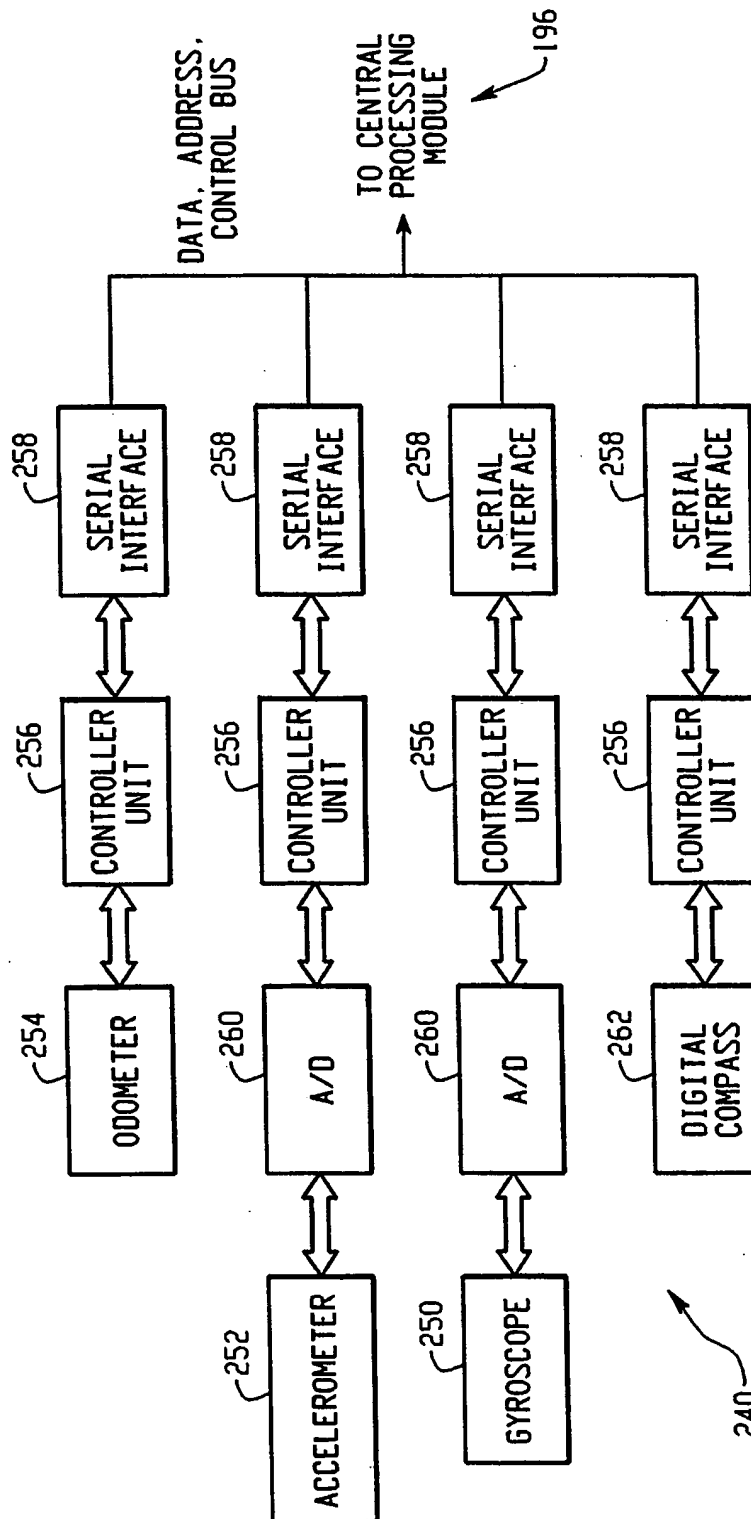 DATA, ADDRESS,
CONTROL BUS
254
ODOMETER
256
CONTROLLER
UNIT
258
SERIAL
INTERFACE
252
ACCELEROMETER
260
A/D
256
CONTROLLER
UNIT
258
SERIAL
INTERFACE
TO CENTRAL
PROCESSING
MODULE
196
250
GYROSCOPE
260
A/D
256
CONTROLLER
UNIT
258
SERIAL
INTERFACE
262
DIGITAL
COMPASS
256
CONTROLLER
UNIT
258
SERIAL
INTERFACE
240